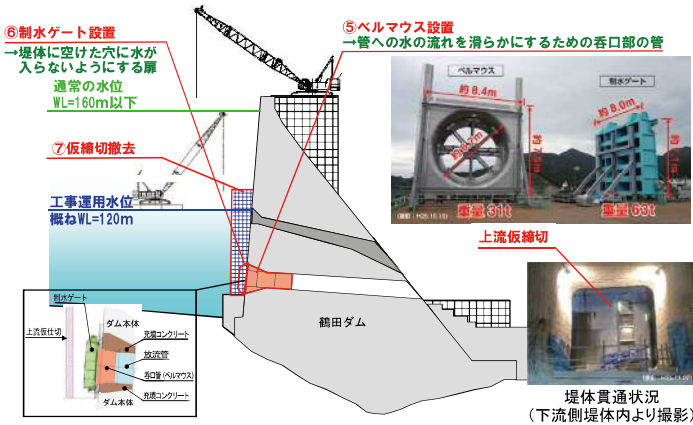 ⑥制水ゲート設置
→堤体に空けた穴に水が
入らないようにする扉
通常の水位
WL=160m以下
⑦仮締切撤去
工事運用水位
概ねWL=120m
⑤ベルマウス設置
→管への水の流れを滑らかにするための呑口部の管
ベルマウス
約8.4m
重量31t
制水ゲート
約8.0m
重量63t
上流仮締切
鶴田ダム
制水ゲート
上流仮仕切
ダム本体
充填コンクリート
放流管
呑口管(ベルマウス)
充填コンクリート
ダム本体
堤体貫通状況
(下流側堤体内より撮影)